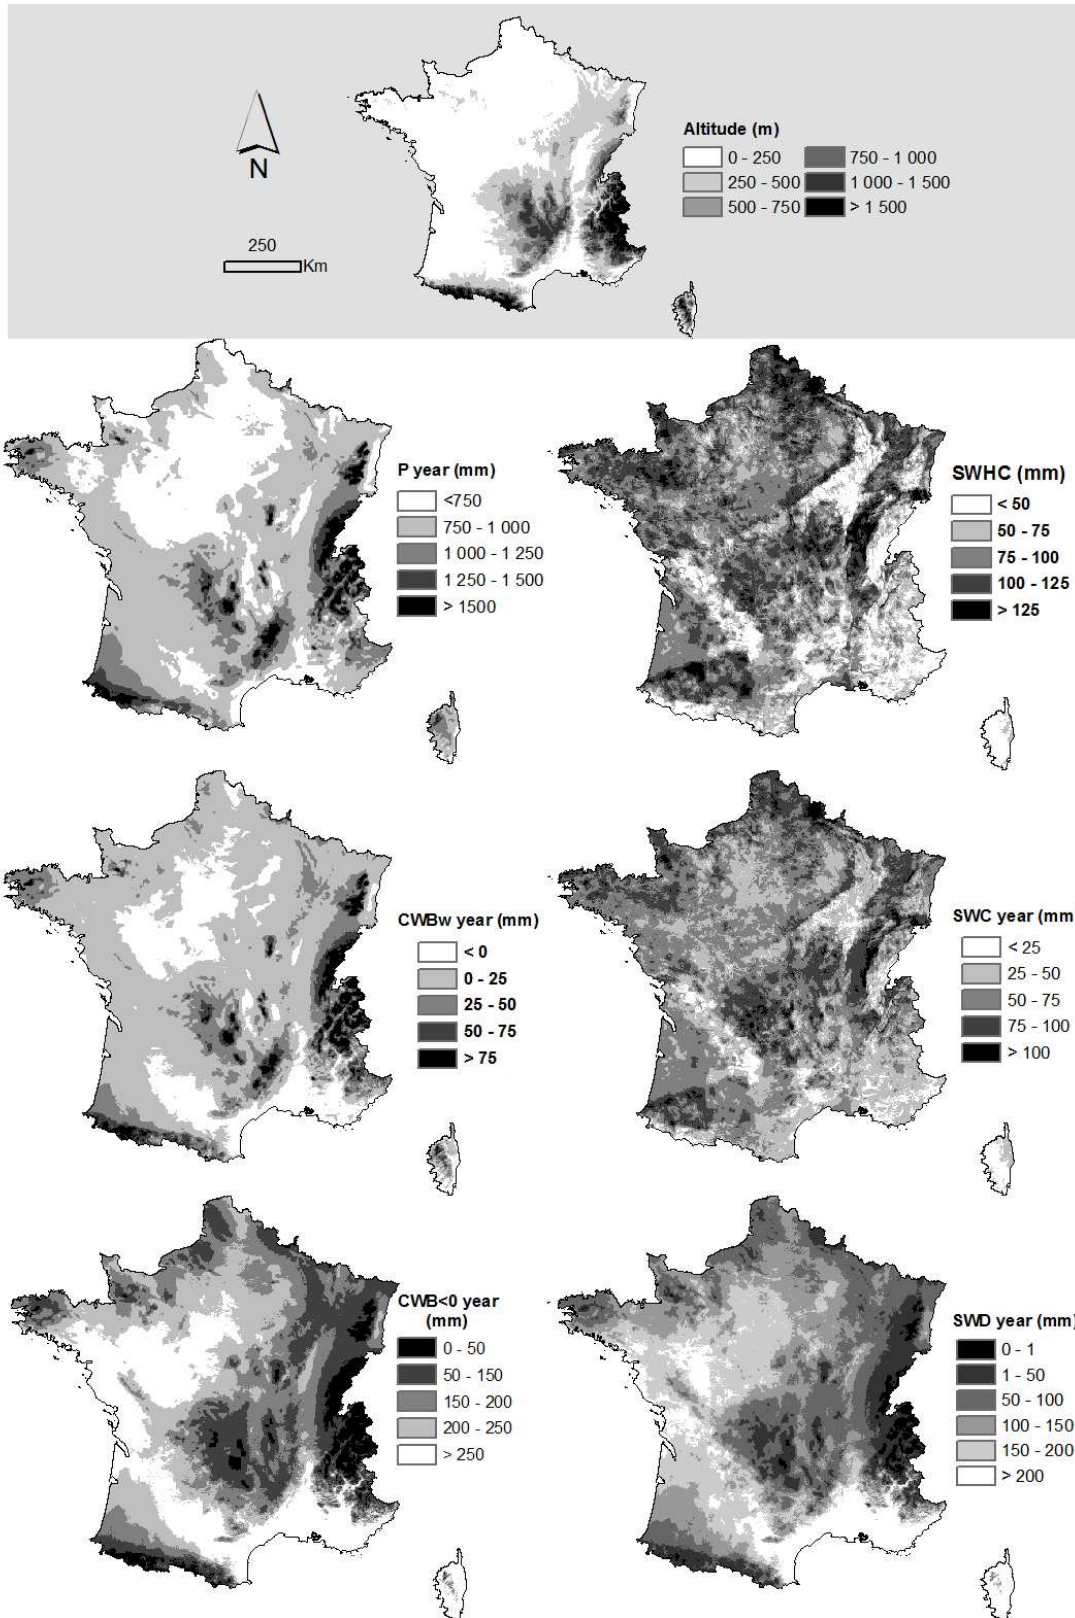 Altitude (m)
0 - 250
750 - 1 000
250 - 500
1 000 - 1 500
500 - 750
> 1 500
N
250
Km
P year (mm)
<750
750 - 1 000
1 000 - 1 250
1 250 - 1 500
> 1500
SWHC (mm)
< 50
50 - 75
75 - 100
100 - 125
> 125
CWBw year (mm)
< 0
0 - 25
25 - 50
50 - 75
> 75
SWC year (mm)
< 25
25 - 50
50 - 75
75 - 100
> 100
CWB<0 year
(mm)
0 - 50
50 - 150
150 - 200
200 - 250
> 250
SWD year (mm)
0 - 1
1 - 50
50 - 100
100 - 150
150 - 200
> 200